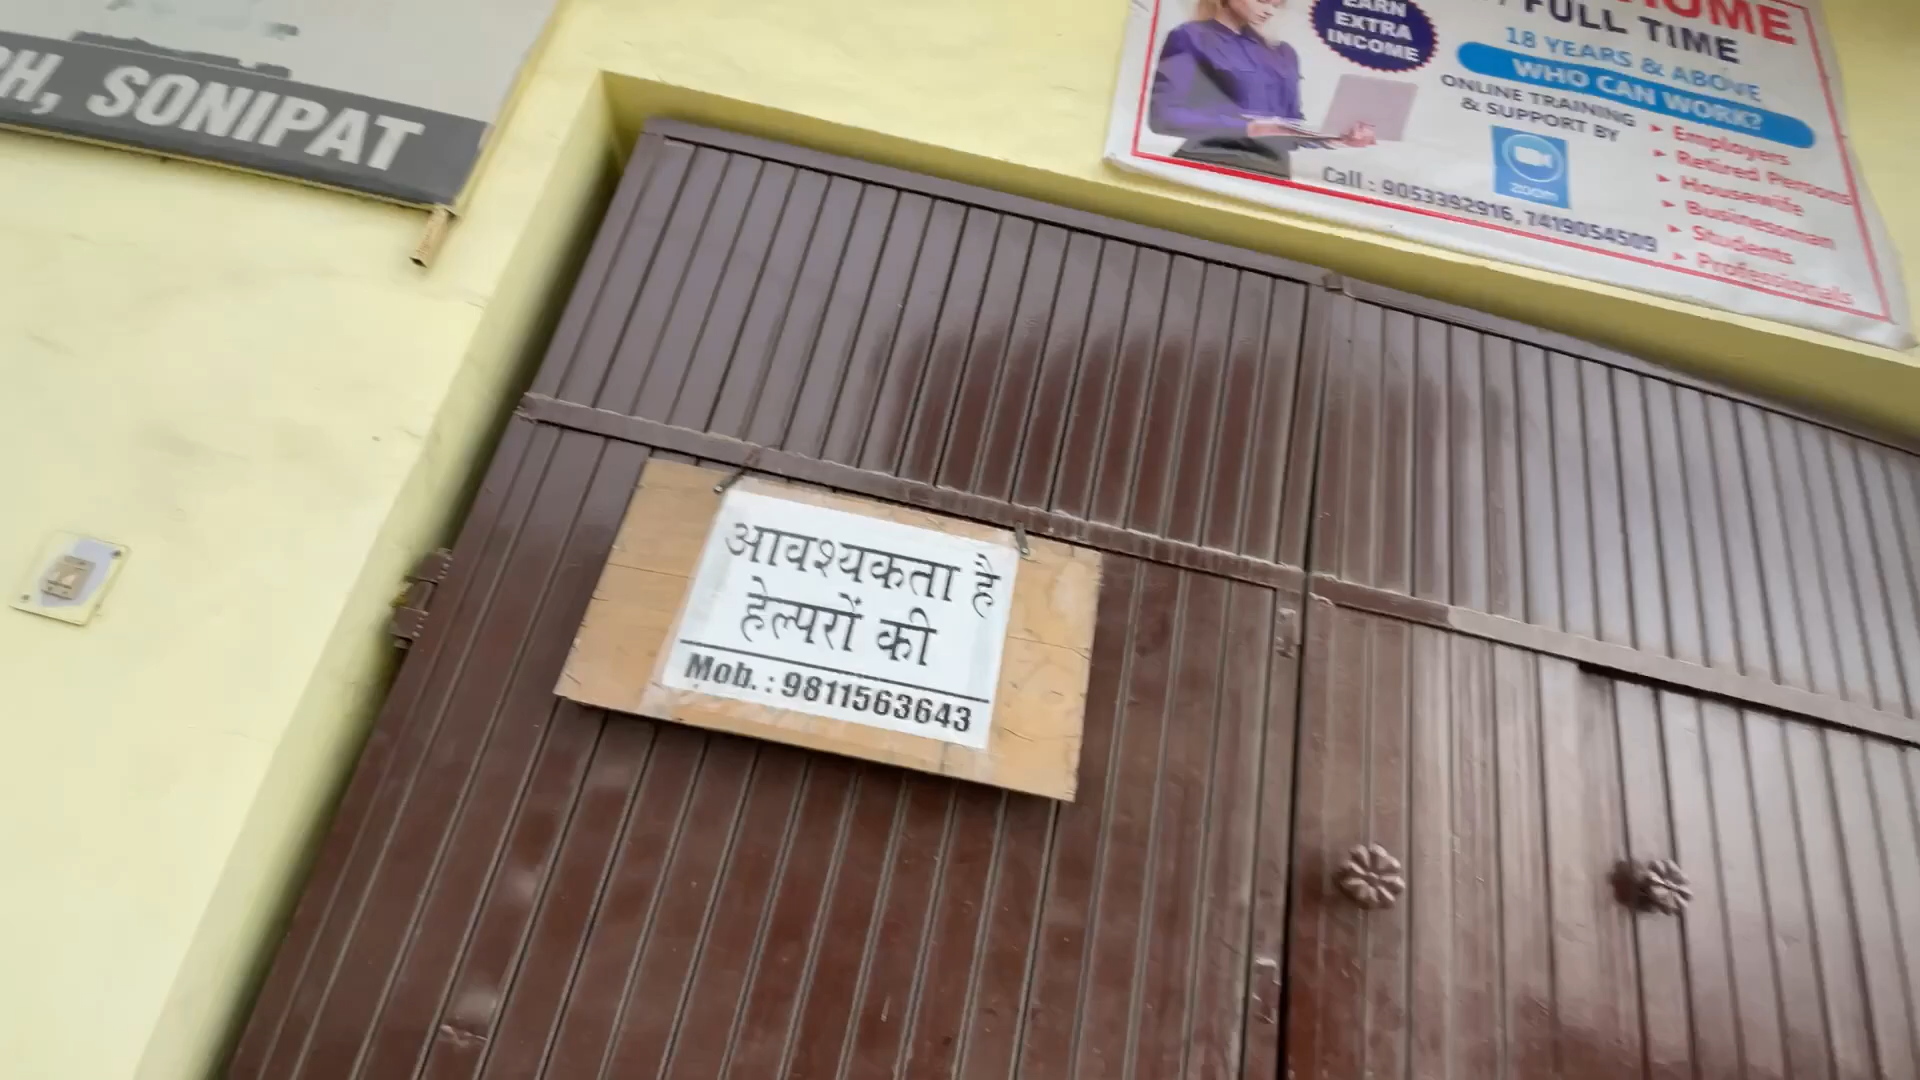 H, SONIPAT
EARN
EXTRA
INCOME
HOME
/ FULL TIME
18 YEARS & ABOVE
WHO CAN WORK?
ONLINE TRAINING
& SUPPORT BY
zoom
Employers
Retired Persons
Housewife
Businessman
Students
Professionals
Call : 9053392916, 7419054509
आवश्यकता है
हेल्परों की
Mob. : 9811563643